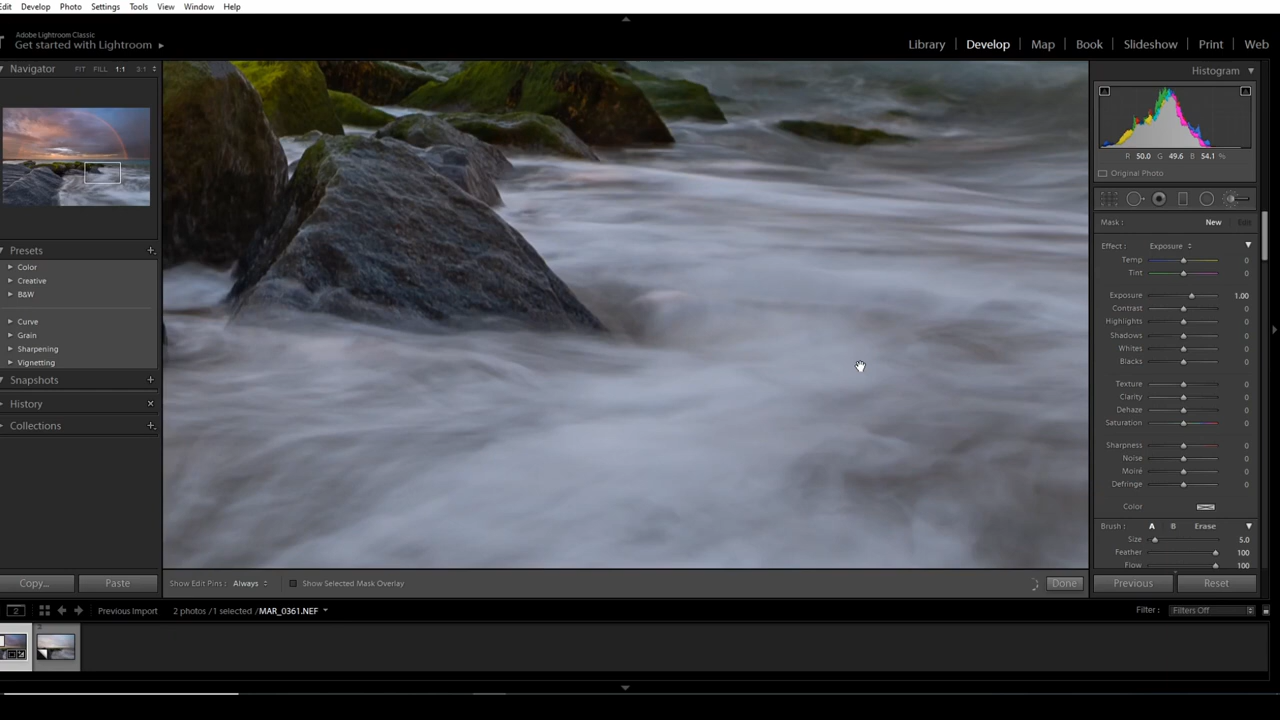 Edit Develop Photo Settings Tools View Window Help
Adobe Lightroom Classic
Get started with Lightroom
Library Develop Map Book Slideshow Print Web
Navigator FIT FILL 1:1 3:1
Histogram
R 50.0 G 49.6 B 54.1 %
Original Photo
Mask : New Edit
Effect : Exposure
Temp 0
Tint 0
Exposure 1.00
Contrast 0
Highlights 0
Shadows 0
Whites 0
Blacks 0
Texture 0
Clarity 0
Dehaze 0
Saturation 0
Sharpness 0
Noise 0
Moiré 0
Defringe 0
Color
Brush : A B Erase
Size 5.0
Feather 100
Flow 100
Presets
Color
Creative
B&W
Curve
Grain
Sharpening
Vignetting
Snapshots
History
Collections
Copy... Paste
Show Edit Pins : Always Show Selected Mask Overlay Done
Previous Reset
2 Previous Import 2 photos /1 selected /MAR_0361.NEF Filter : Filters Off
2